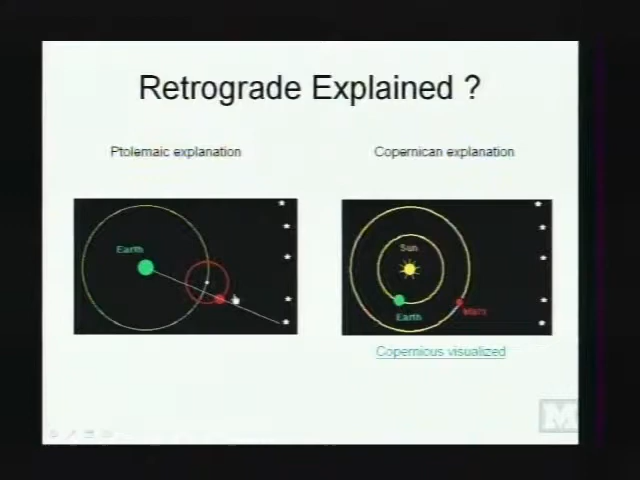 Retrograde Explained ?
Ptolemaic explanation
Copernican explanation
Earth
Sun
Earth
Mars
Copernicus visualized
M